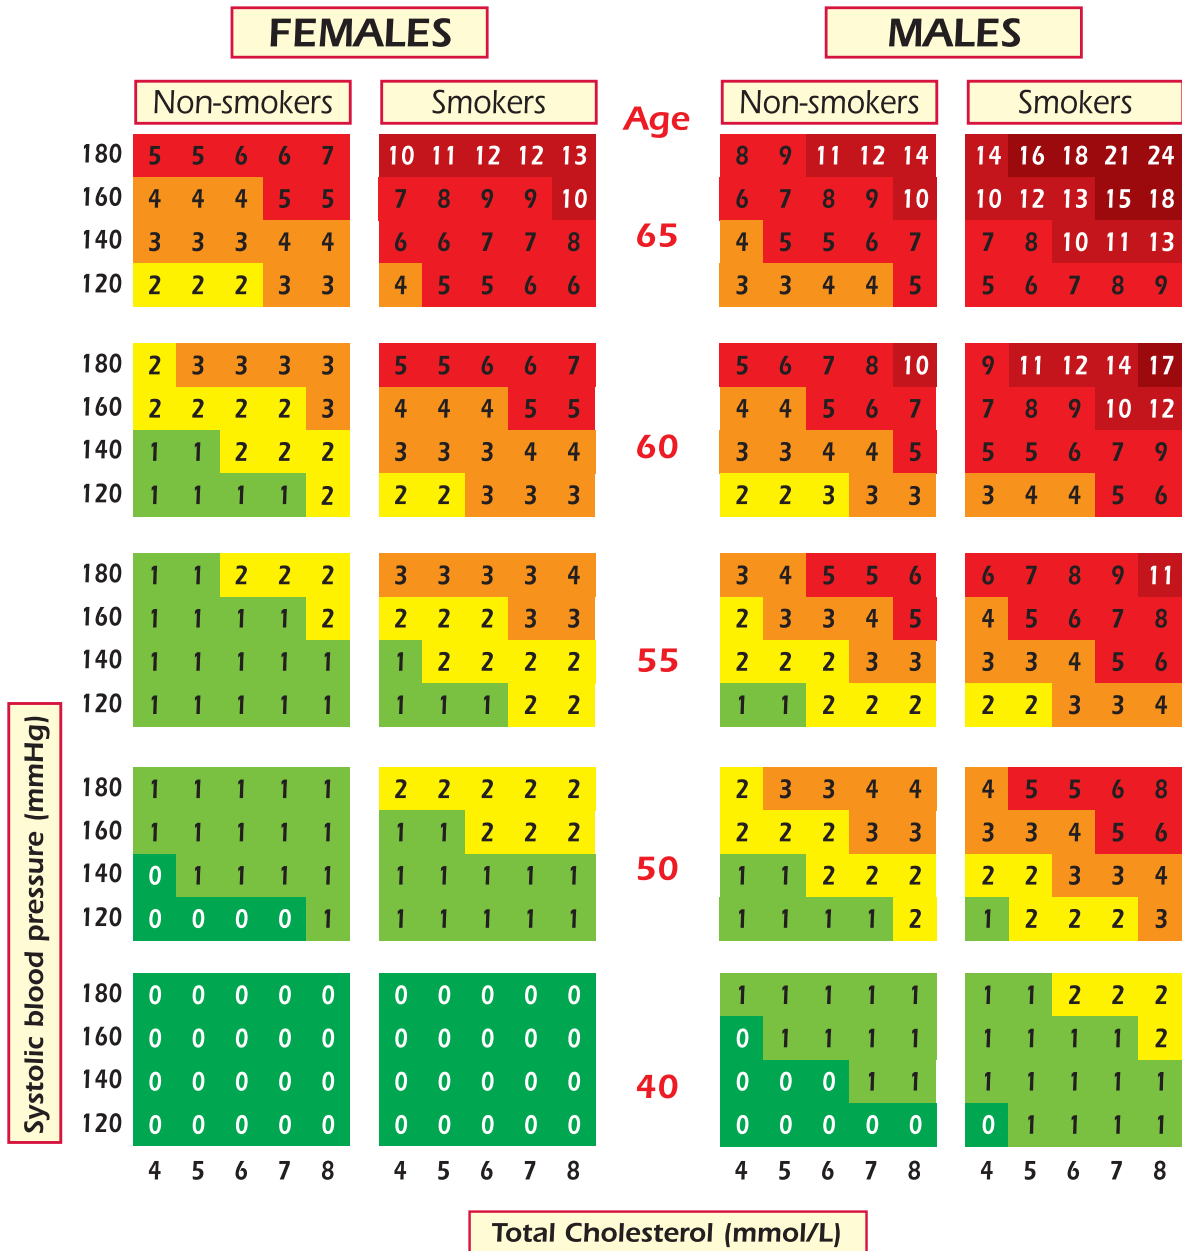 FEMALES MALES
Non-smokers Smokers Age Non-smokers Smokers
180 5 5 6 6 7 10 11 12 12 13 8 9 11 12 14 14 16 18 21 24
160 4 4 4 5 5 7 8 9 9 10 6 7 8 9 10 10 12 13 15 18
65
140 3 3 3 4 4 6 6 7 7 8 4 5 5 6 7 7 8 10 11 13
120 2 2 2 3 3 4 5 5 6 6 3 3 4 4 5 5 6 7 8 9
180 2 3 3 3 3 5 5 6 6 7 5 6 7 8 10 9 11 12 14 17
160 2 2 2 2 3 4 4 4 5 5 4 4 5 6 7 7 8 9 10 12
60
140 1 1 2 2 2 3 3 3 4 4 3 3 4 4 5 5 5 6 7 9
120 1 1 1 1 2 2 2 3 3 3 2 2 3 3 3 3 4 4 5 6
180 1 1 2 2 2 3 3 3 3 4 3 4 5 5 6 6 7 8 9 11
160 1 1 1 1 2 2 2 2 3 3 2 3 3 4 5 4 5 6 7 8
55
140 1 1 1 1 1 1 2 2 2 2 2 2 2 3 3 3 3 4 5 6
120 1 1 1 1 1 1 1 1 2 2 1 1 2 2 2 2 2 3 3 4
180 1 1 1 1 1 2 2 2 2 2 2 3 3 4 4 4 5 5 6 8
160 1 1 1 1 1 1 1 2 2 2 2 2 2 3 3 3 3 4 5 6
50
140 0 1 1 1 1 1 1 1 1 1 1 1 2 2 2 2 2 3 3 4
120 0 0 0 0 1 1 1 1 1 1 1 1 1 1 2 1 2 2 2 3
180 0 0 0 0 0 0 0 0 0 0 1 1 1 1 1 1 1 2 2 2
160 0 0 0 0 0 0 0 0 0 0 0 1 1 1 1 1 1 1 1 2
40
140 0 0 0 0 0 0 0 0 0 0 0 0 0 1 1 1 1 1 1 1
120 0 0 0 0 0 0 0 0 0 0 0 0 0 0 0 0 1 1 1 1
4 5 6 7 8 4 5 6 7 8 4 5 6 7 8 4 5 6 7 8
Systolic blood pressure (mmHg)
Total Cholesterol (mmol/L)